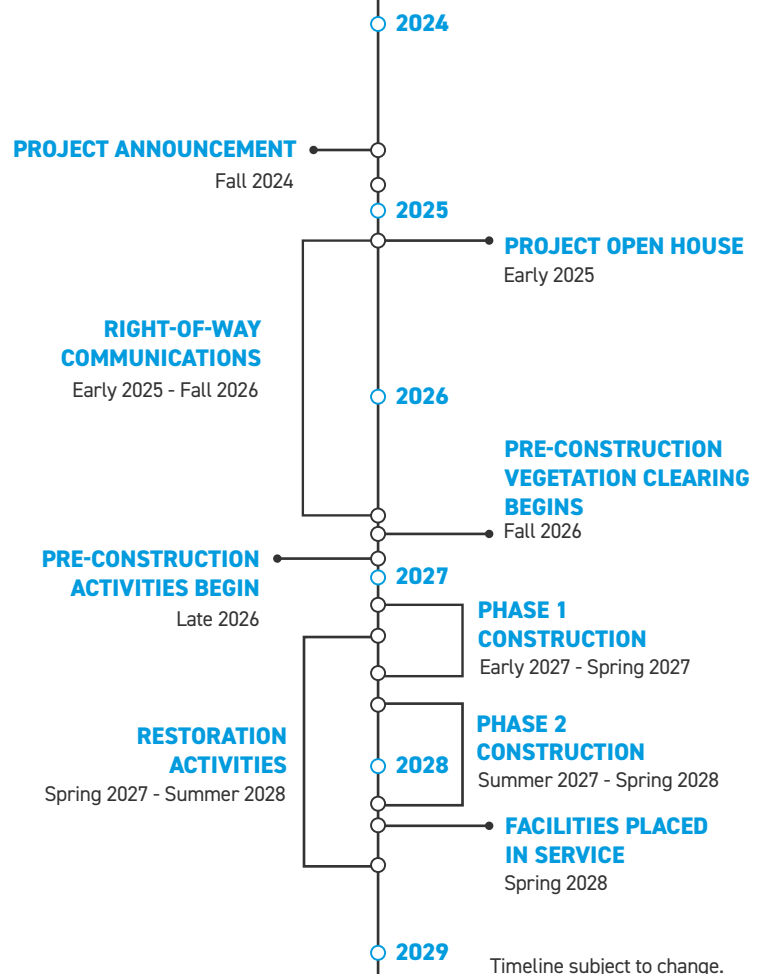 2024
PROJECT ANNOUNCEMENT
Fall 2024
2025
PROJECT OPEN HOUSE
Early 2025
RIGHT-OF-WAY
COMMUNICATIONS
Early 2025 - Fall 2026
2026
PRE-CONSTRUCTION
VEGETATION CLEARING
BEGINS
Fall 2026
PRE-CONSTRUCTION
ACTIVITIES BEGIN
Late 2026
2027
PHASE 1
CONSTRUCTION
Early 2027 - Spring 2027
RESTORATION
ACTIVITIES
Spring 2027 - Summer 2028
PHASE 2
CONSTRUCTION
Summer 2027 - Spring 2028
2028
FACILITIES PLACED
IN SERVICE
Spring 2028
2029
Timeline subject to change.